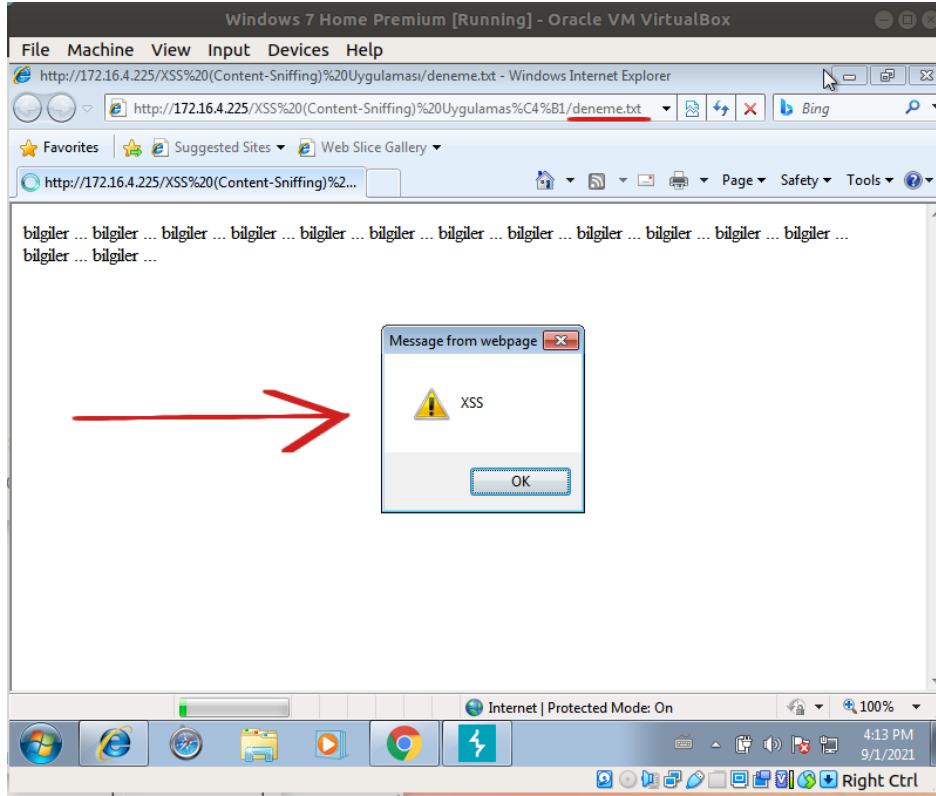 Windows 7 Home Premium [Running] - Oracle VM VirtualBox
File Machine View Input Devices Help
http://172.16.4.225/XSS%20(Content-Sniffing)%20Uygulaması/deneme.txt - Windows Internet Explorer
http://172.16.4.225/XSS%20(Content-Sniffing)%20Uygulamas%C4%B1/deneme.txt Bing
Favorites Suggested Sites Web Slice Gallery
http://172.16.4.225/XSS%20(Content-Sniffing)%2... Page Safety Tools
bilgiler ... bilgiler ... bilgiler ... bilgiler ... bilgiler ... bilgiler ... bilgiler ... bilgiler ... bilgiler ... bilgiler ... bilgiler ... bilgiler ...
bilgiler ... bilgiler ...
Message from webpage
XSS
OK
Internet | Protected Mode: On 100%
4:13 PM
9/1/2021
Right Ctrl